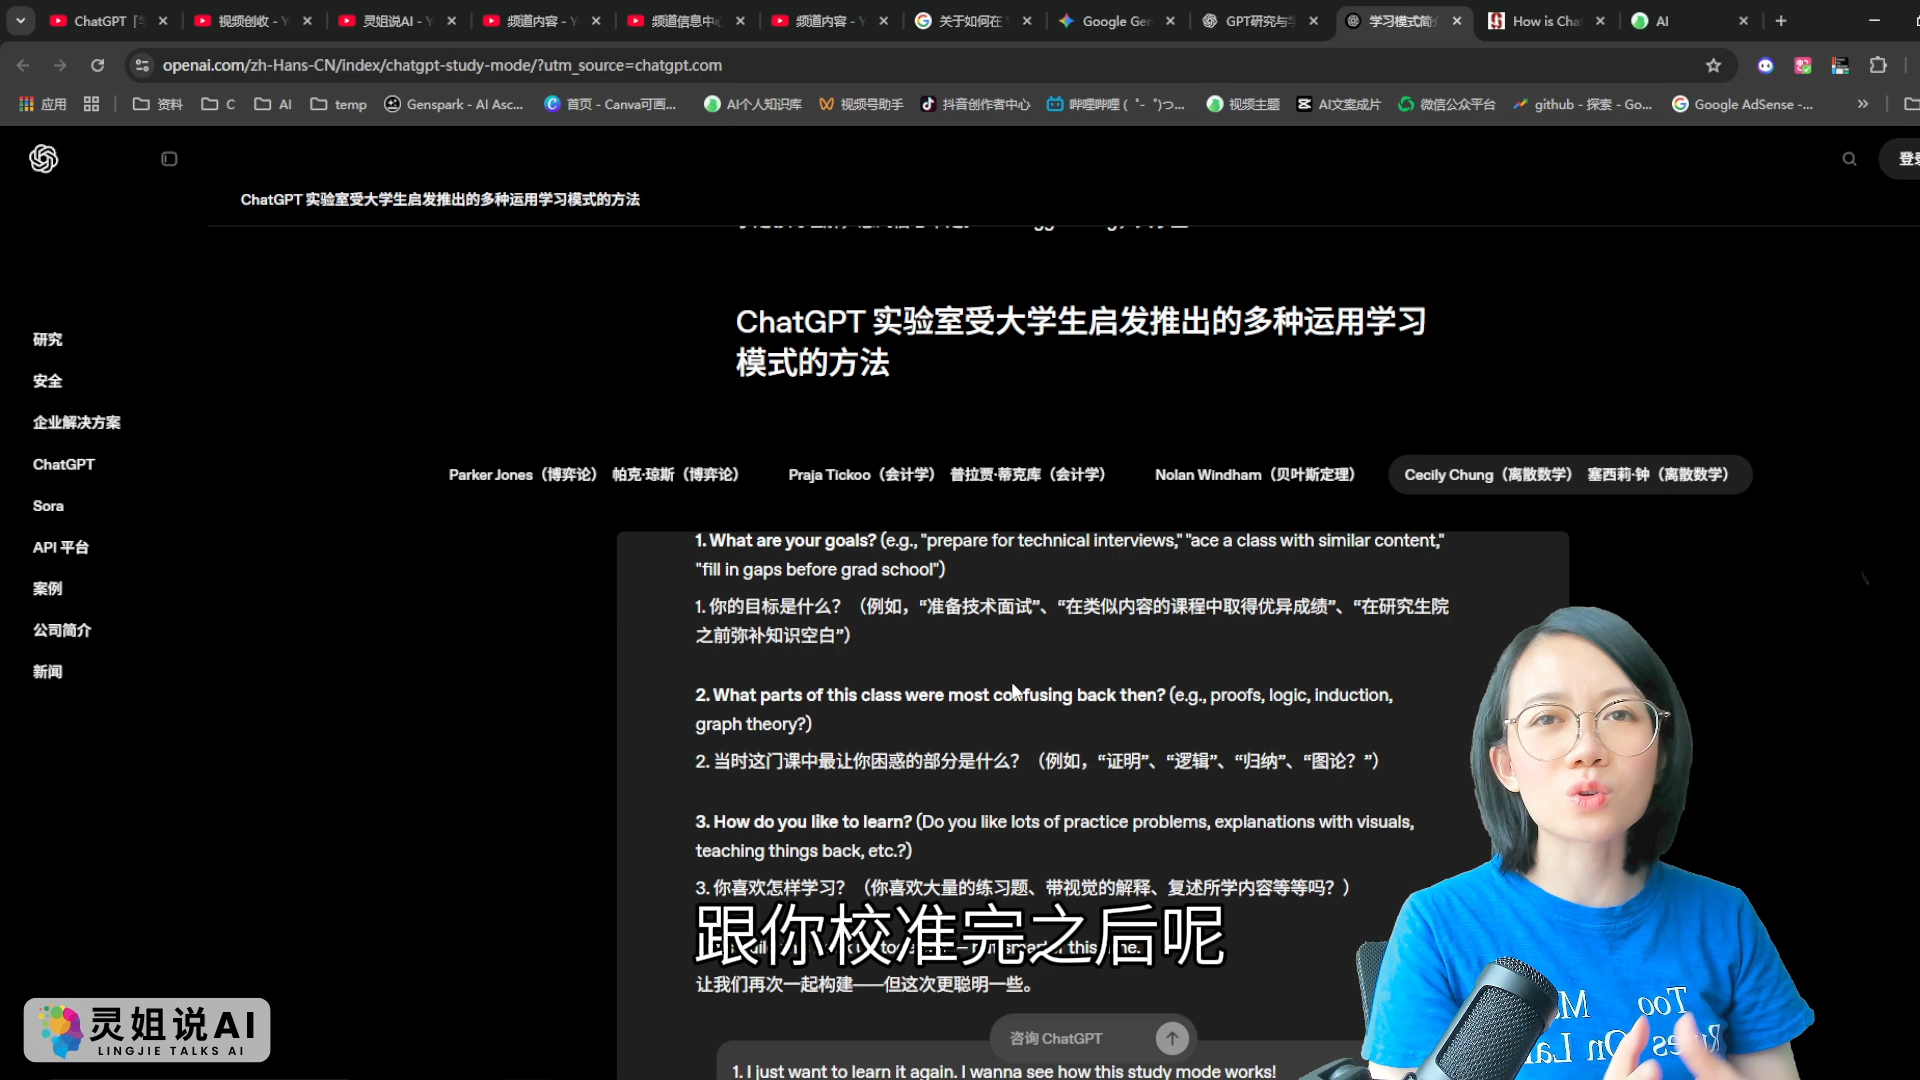 ChatGPT
视频创收 -
灵姐说AI -
频道内容 -
频道信息中心
频道内容 -
关于如何在
Google Gen
GPT研究与
学习模式简
How is Cha
AI
openai.com/zh-Hans-CN/index/chatgpt-study-mode/?utm_source=chatgpt.com
应用
资料
C
AI
temp
Genspark - AI Asc...
首页 - Canva可画...
AI个人知识库
视频号助手
抖音创作者中心
哔哩哔哩 ( ゜- ゜)つ...
视频主题
AI文案成片
微信公众平台
github - 探索 - Go...
Google AdSense -...
登录
ChatGPT 实验室受大学生启发推出的多种运用学习模式的方法
研究
安全
企业解决方案
ChatGPT
Sora
API 平台
案例
公司简介
新闻
ChatGPT 实验室受大学生启发推出的多种运用学习
模式的方法
Parker Jones（博弈论） 帕克·琼斯（博弈论）
Praja Tickoo（会计学） 普拉贾·蒂克库（会计学）
Nolan Windham（贝叶斯定理）
Cecily Chung（离散数学） 塞西莉·钟（离散数学）
1. What are your goals? (e.g., "prepare for technical interviews," "ace a class with similar content,"
"fill in gaps before grad school")
1. 你的目标是什么？（例如，“准备技术面试”、“在类似内容的课程中取得优异成绩”、“在研究生院
之前弥补知识空白”）
2. What parts of this class were most confusing back then? (e.g., proofs, logic, induction,
graph theory?)
2. 当时这门课中最让你困惑的部分是什么？（例如，“证明”、“逻辑”、“归纳”、“图论？”）
3. How do you like to learn? (Do you like lots of practice problems, explanations with visuals,
teaching things back, etc.?)
3. 你喜欢怎样学习？（你喜欢大量的练习题、带视觉的解释、复述所学内容等等吗？）
跟你校准完之后呢
让我们再次一起构建——但这次更聪明一些。
咨询 ChatGPT
1. I just want to learn it again. I wanna see how this study mode works!
灵姐说AI
LINGJIE TALKS AI
Too